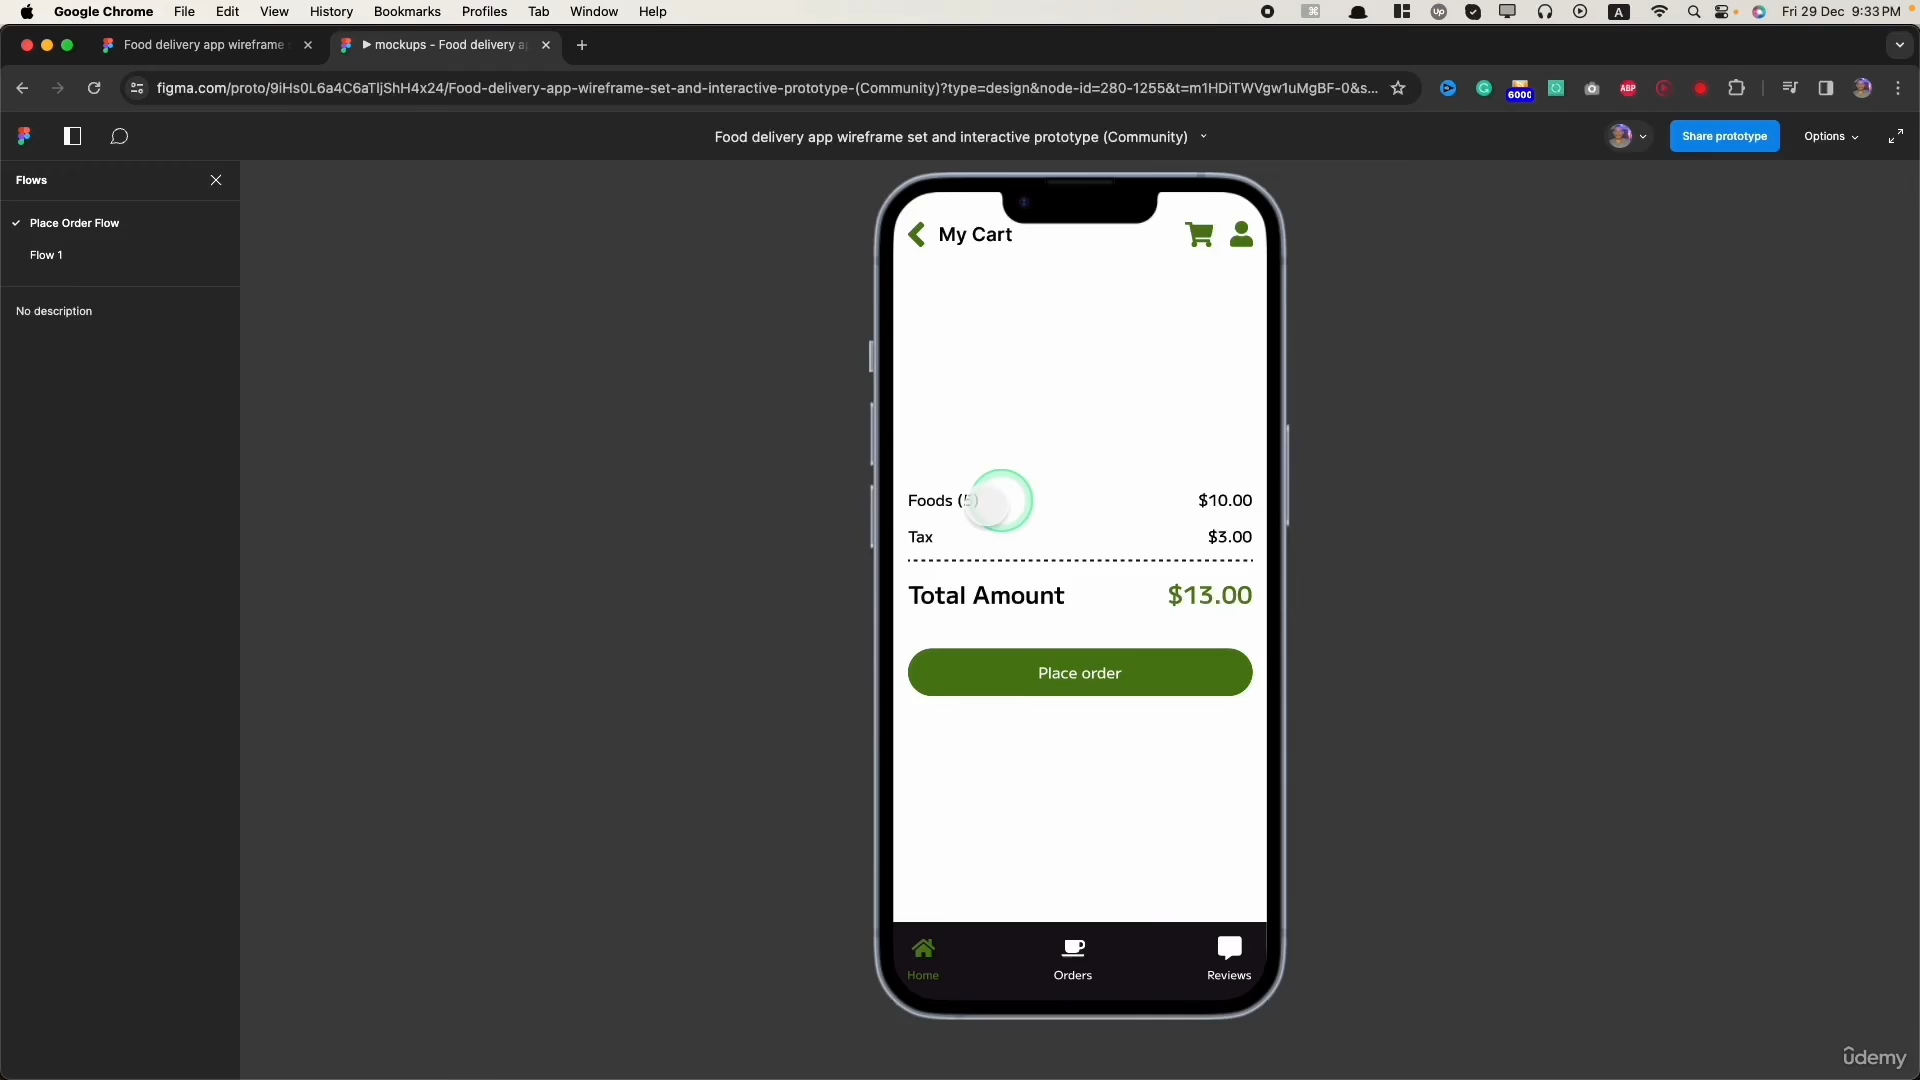 Google Chrome File Edit View History Bookmarks Profiles Tab Window Help
Fri 29 Dec 9:33 PM
Food delivery app wireframe
mockups - Food delivery a
figma.com/proto/9iHs0L6a4C6aTljShH4x24/Food-delivery-app-wireframe-set-and-interactive-prototype-(Community)?type=design&node-id=280-1255&t=m1HDiTWVgw1uMgBF-0&s...
6000
ABP
Food delivery app wireframe set and interactive prototype (Community)
Share prototype
Options
Flows
Place Order Flow
Flow 1
No description
My Cart
Foods (5) $10.00
Tax $3.00
Total Amount $13.00
Place order
Home Orders Reviews
udemy